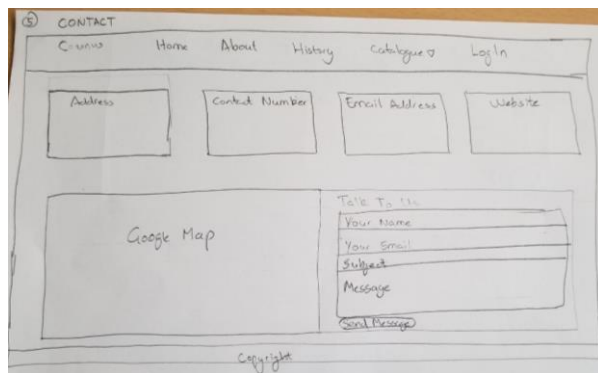 ⑤ CONTACT
Home About History Catalogue ▽ Log In
Address Contact Number Email Address Website
Google Map
Talk To Us
Your Name
Your Email
Subject
Message
Send Message
Copyright